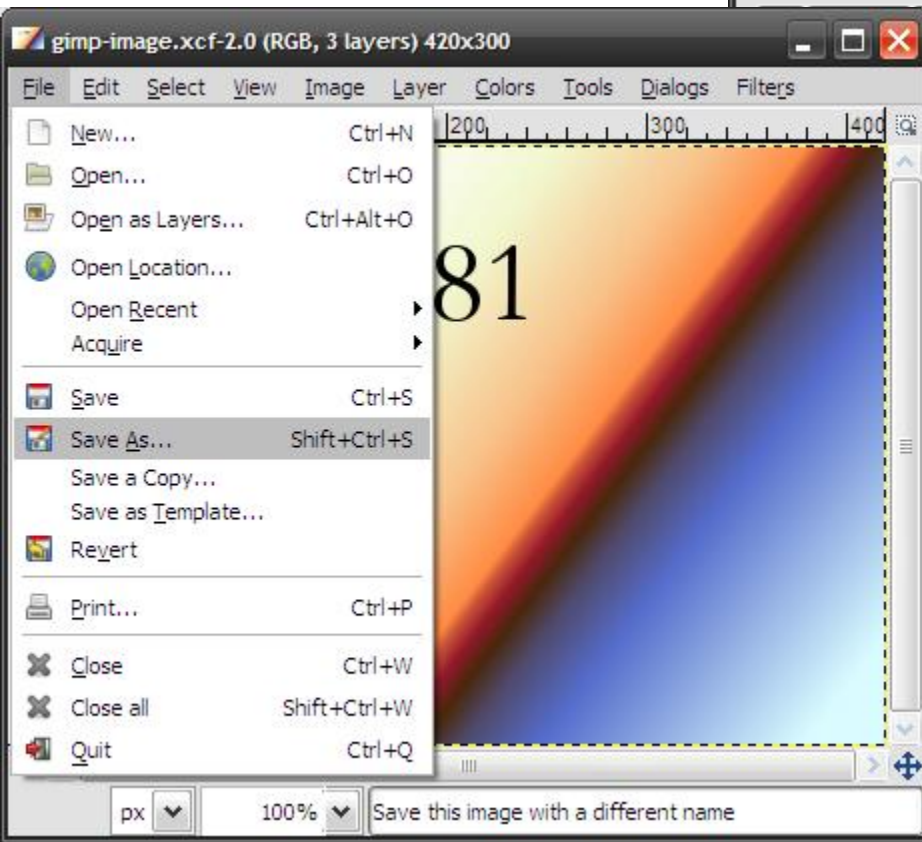 gimp-image.xcf-2.0 (RGB, 3 layers) 420x300
File Edit Select View Image Layer Colors Tools Dialogs Filters
200 300 400
New... Ctrl+N
Open... Ctrl+O
Open as Layers... Ctrl+Alt+O
Open Location...
Open Recent
Acquire
81
Save Ctrl+S
Save As... Shift+Ctrl+S
Save a Copy...
Save as Template...
Revert
Print... Ctrl+P
Close Ctrl+W
Close all Shift+Ctrl+W
Quit Ctrl+Q
px 100% Save this image with a different name